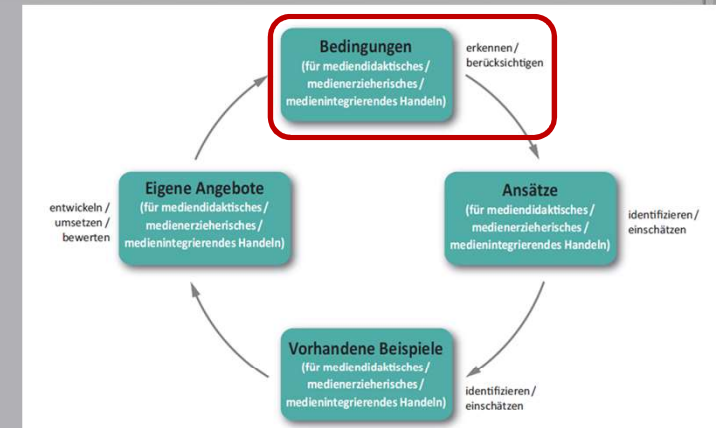 Bedingungen
(für mediendidaktisches /
medienerzieherisches /
medienintegrierendes Handeln)
erkennen /
berücksichtigen
Ansätze
(für mediendidaktisches /
medienerzieherisches /
medienintegrierendes Handeln)
identifizieren /
einschätzen
Vorhandene Beispiele
(für mediendidaktisches /
medienerzieherisches /
medienintegrierendes Handeln)
identifizieren /
einschätzen
Eigene Angebote
(für mediendidaktisches /
medienerzieherisches /
medienintegrierendes Handeln)
entwickeln /
umsetzen /
bewerten